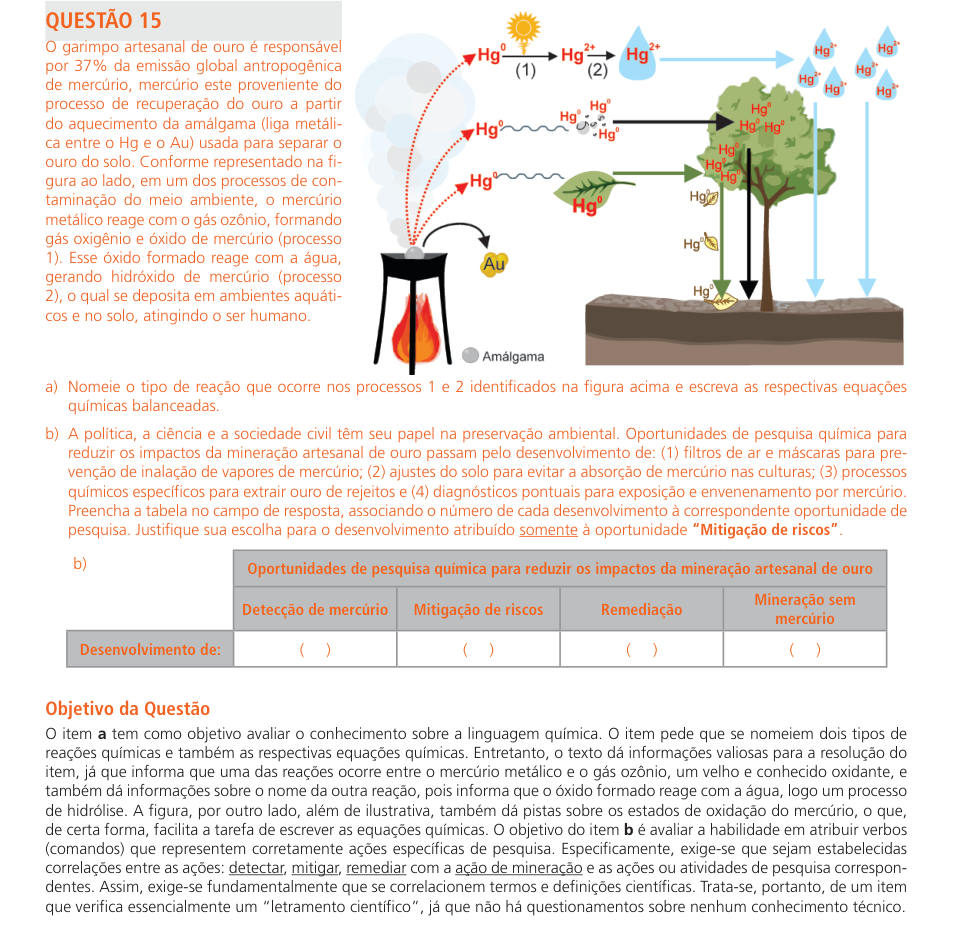 QUESTÃO 15
O garimpo artesanal de ouro é responsável
por 37% da emissão global antropogênica
de mercúrio, mercúrio este proveniente do
processo de recuperação do ouro a partir
do aquecimento da amálgama (liga metáli-
ca entre o Hg e o Au) usada para separar o
ouro do solo. Conforme representado na fi-
gura ao lado, em um dos processos de con-
taminação do meio ambiente, o mercúrio
metálico reage com o gás ozônio, formando
gás oxigênio e óxido de mercúrio (processo
1). Esse óxido formado reage com a água,
gerando hidróxido de mercúrio (processo
2), o qual se deposita em ambientes aquáti-
cos e no solo, atingindo o ser humano.
Hg⁰ (1) Hg²⁺ (2) Hg²⁺
Hg²⁺ Hg²⁺ Hg²⁺ Hg²⁺ Hg²⁺ Hg²⁺
Hg⁰ Hg⁰ Hg⁰ Hg⁰
Hg⁰ Hg⁰
Hg⁰ Hg⁰ Hg⁰
Hg⁰ Hg⁰ Hg⁰
Hg⁰
Hg⁰
Hg⁰
Au
Amálgama
a) Nomeie o tipo de reação que ocorre nos processos 1 e 2 identificados na figura acima e escreva as respectivas equações
químicas balanceadas.
b) A política, a ciência e a sociedade civil têm seu papel na preservação ambiental. Oportunidades de pesquisa química para
reduzir os impactos da mineração artesanal de ouro passam pelo desenvolvimento de: (1) filtros de ar e máscaras para pre-
venção de inalação de vapores de mercúrio; (2) ajustes do solo para evitar a absorção de mercúrio nas culturas; (3) processos
químicos específicos para extrair ouro de rejeitos e (4) diagnósticos pontuais para exposição e envenenamento por mercúrio.
Preencha a tabela no campo de resposta, associando o número de cada desenvolvimento à correspondente oportunidade de
pesquisa. Justifique sua escolha para o desenvolvimento atribuído somente à oportunidade “Mitigação de riscos”.
b)
Oportunidades de pesquisa química para reduzir os impactos da mineração artesanal de ouro
Detecção de mercúrio Mitigação de riscos Remediação Mineração sem
mercúrio
Desenvolvimento de: ( ) ( ) ( ) ( )
Objetivo da Questão
O item a tem como objetivo avaliar o conhecimento sobre a linguagem química. O item pede que se nomeiem dois tipos de
reações químicas e também as respectivas equações químicas. Entretanto, o texto dá informações valiosas para a resolução do
item, já que informa que uma das reações ocorre entre o mercúrio metálico e o gás ozônio, um velho e conhecido oxidante, e
também dá informações sobre o nome da outra reação, pois informa que o óxido formado reage com a água, logo um processo
de hidrólise. A figura, por outro lado, além de ilustrativa, também dá pistas sobre os estados de oxidação do mercúrio, o que,
de certa forma, facilita a tarefa de escrever as equações químicas. O objetivo do item b é avaliar a habilidade em atribuir verbos
(comandos) que representem corretamente ações específicas de pesquisa. Especificamente, exige-se que sejam estabelecidas
correlações entre as ações: detectar, mitigar, remediar com a ação de mineração e as ações ou atividades de pesquisa correspon-
dentes. Assim, exige-se fundamentalmente que se correlacionem termos e definições científicas. Trata-se, portanto, de um item
que verifica essencialmente um “letramento científico”, já que não há questionamentos sobre nenhum conhecimento técnico.